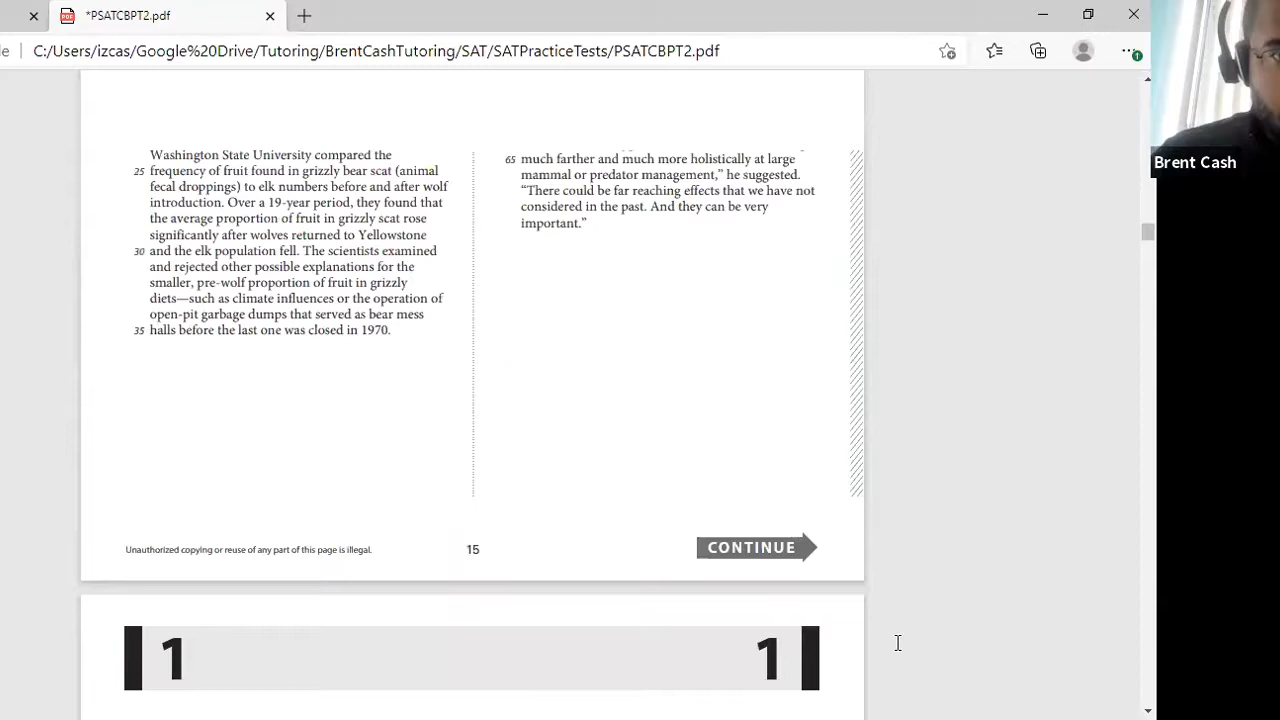 *PSATCBPT2.pdf
C:/Users/izcas/Google%20Drive/Tutoring/BrentCashTutoring/SAT/SATPracticeTests/PSATCBPT2.pdf
Brent Cash
Washington State University compared the
25 frequency of fruit found in grizzly bear scat (animal
fecal droppings) to elk numbers before and after wolf
introduction. Over a 19-year period, they found that
the average proportion of fruit in grizzly scat rose
significantly after wolves returned to Yellowstone
30 and the elk population fell. The scientists examined
and rejected other possible explanations for the
smaller, pre-wolf proportion of fruit in grizzly
diets—such as climate influences or the operation of
open-pit garbage dumps that served as bear mess
35 halls before the last one was closed in 1970.
65 much farther and much more holistically at large
mammal or predator management,” he suggested.
“There could be far reaching effects that we have not
considered in the past. And they can be very
important.”
Unauthorized copying or reuse of any part of this page is illegal.
15
CONTINUE
1 1